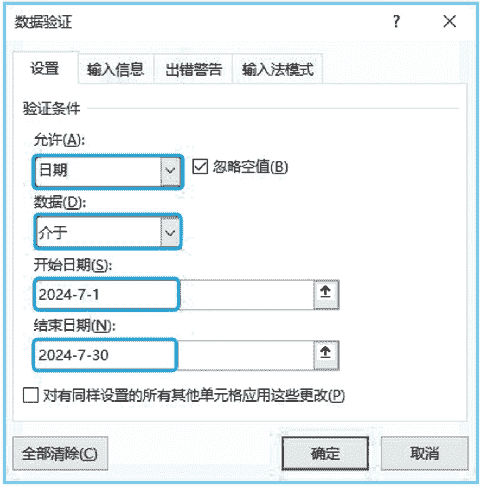 数据验证 ? ×
设置 输入信息 出错警告 输入法模式
验证条件
允许(A):
日期 忽略空值(B)
数据(D):
介于
开始日期(S):
2024-7-1
结束日期(N):
2024-7-30
对有同样设置的所有其他单元格应用这些更改(P)
全部清除(C) 确定 取消